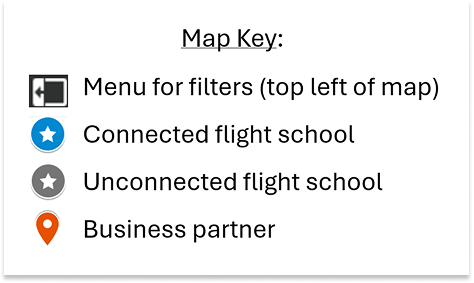 Map Key:
Menu for filters (top left of map)
Connected flight school
Unconnected flight school
Business partner